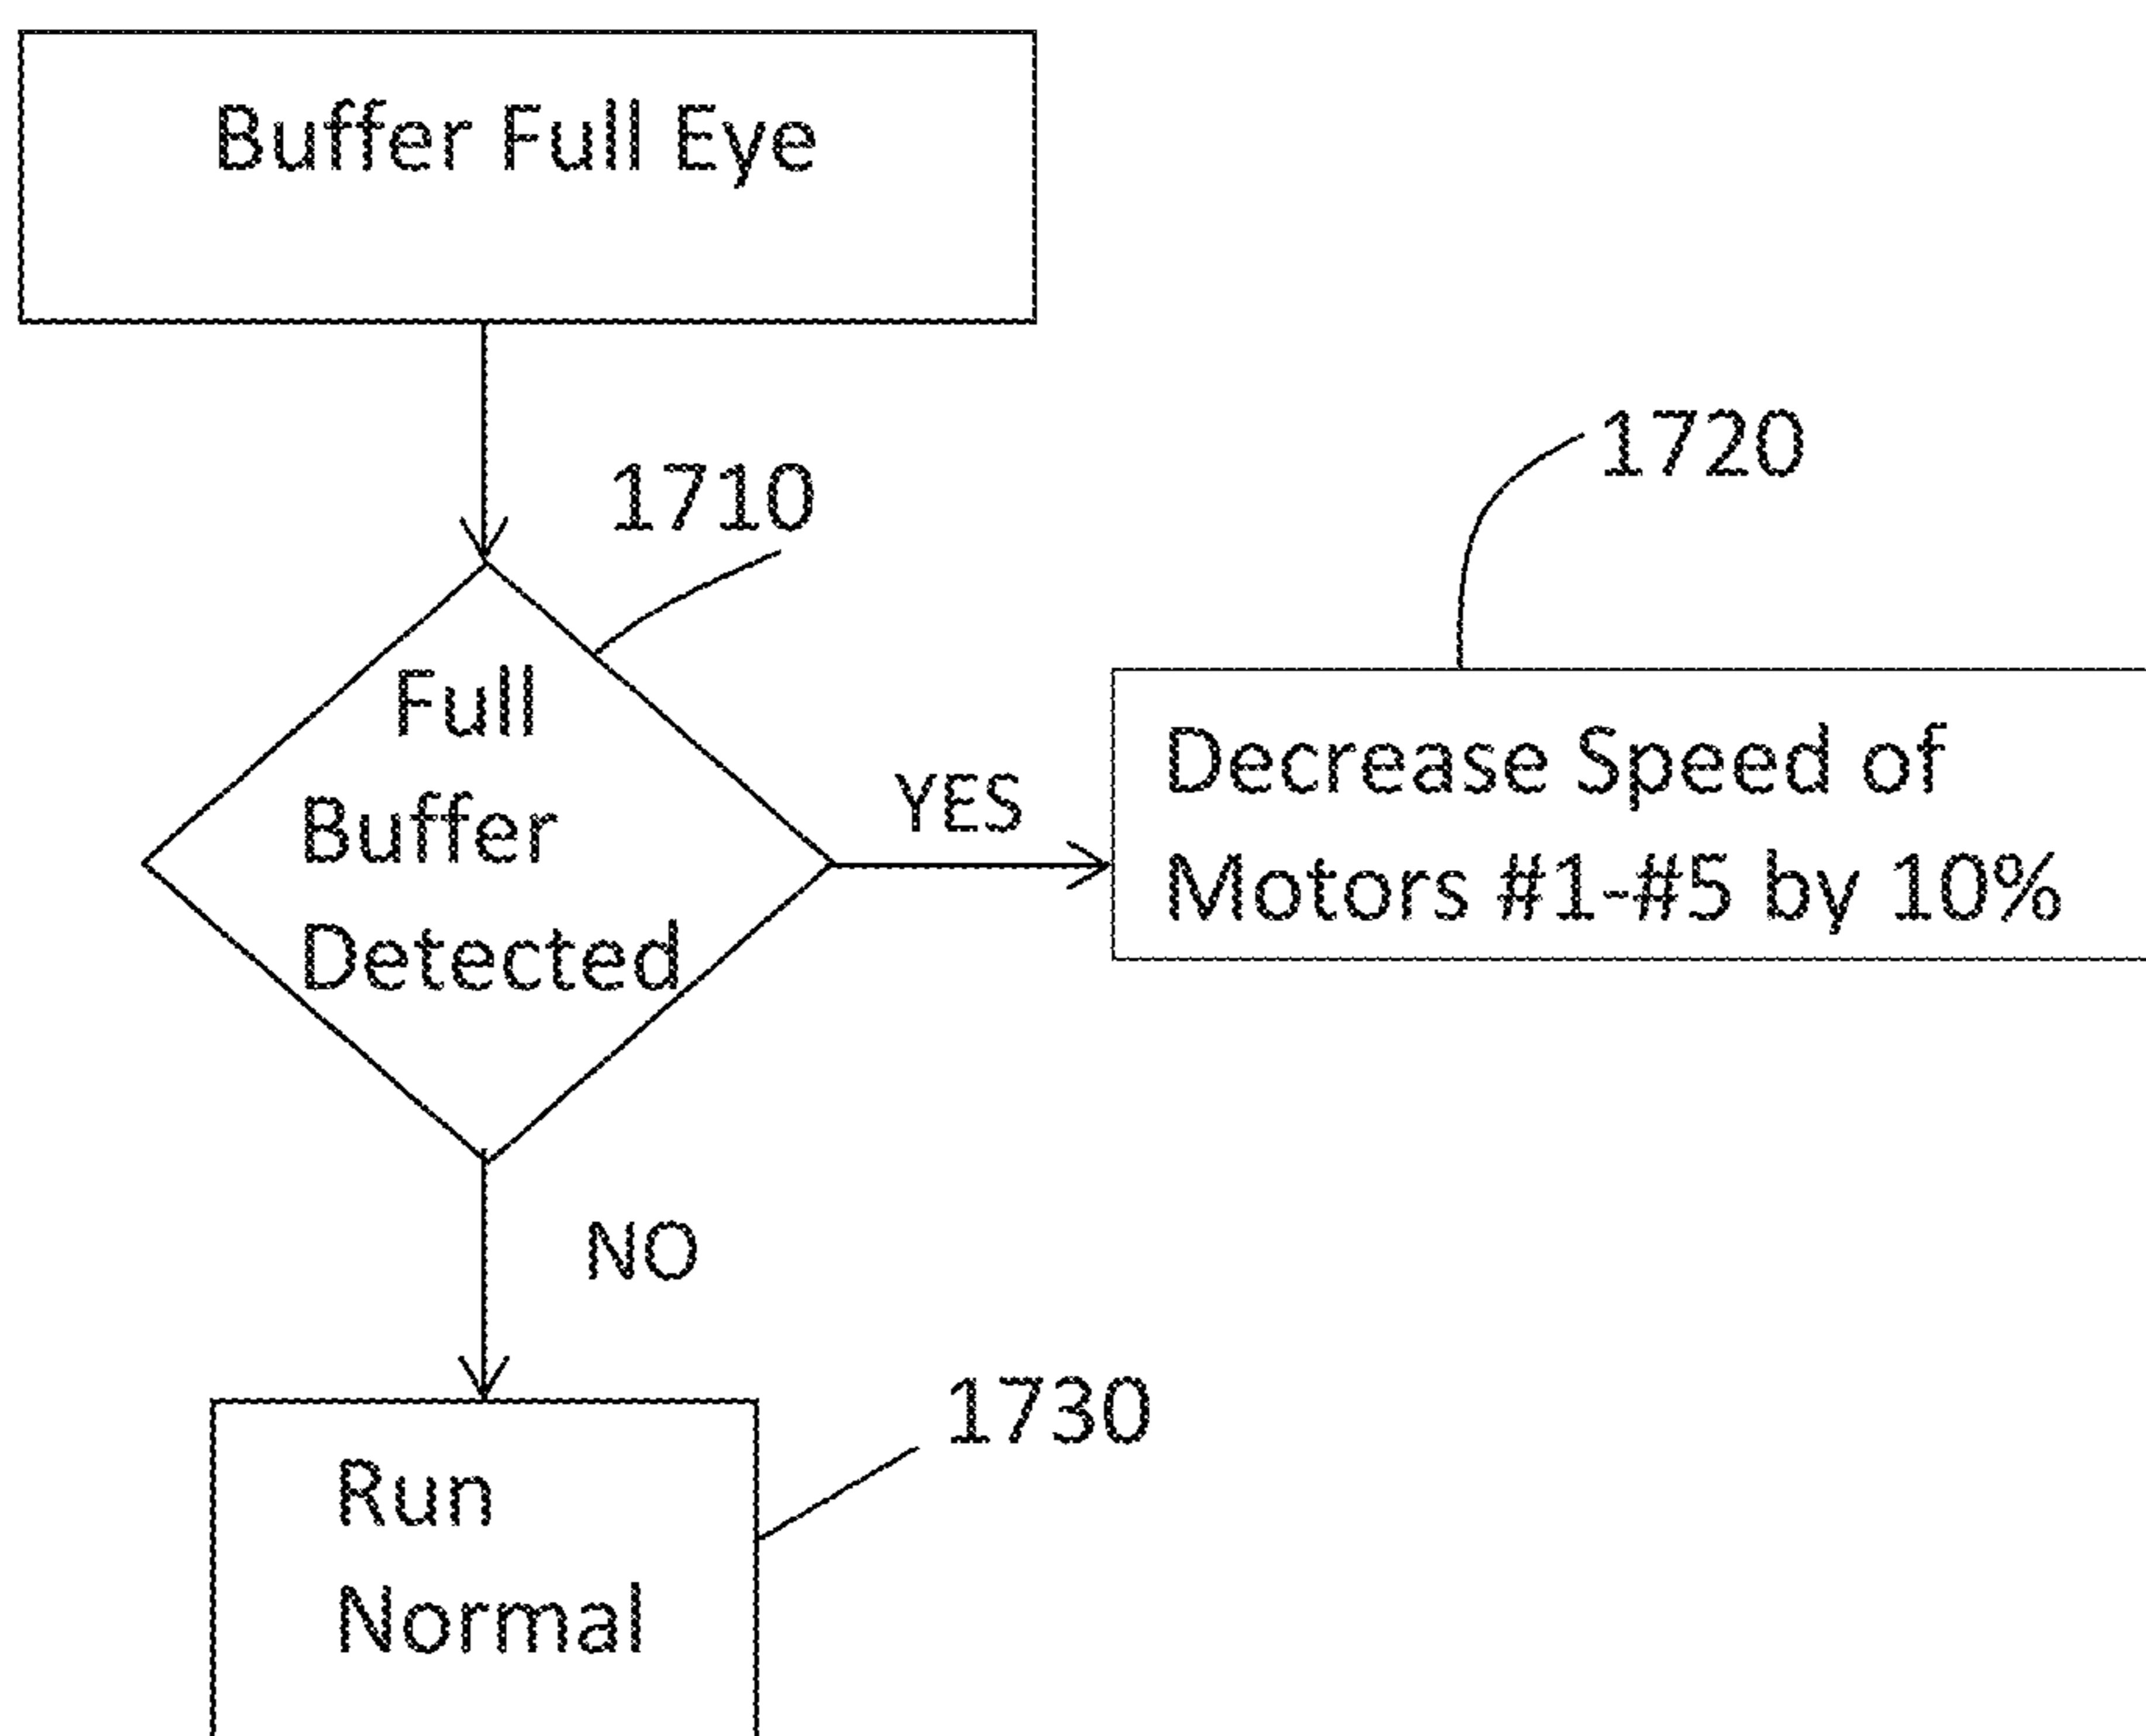 Buffer Full Eye
1710
1720
Full
Buffer
Detected
YES
Decrease Speed of
Motors #1-#5 by 10%
NO
1730
Run
Normal